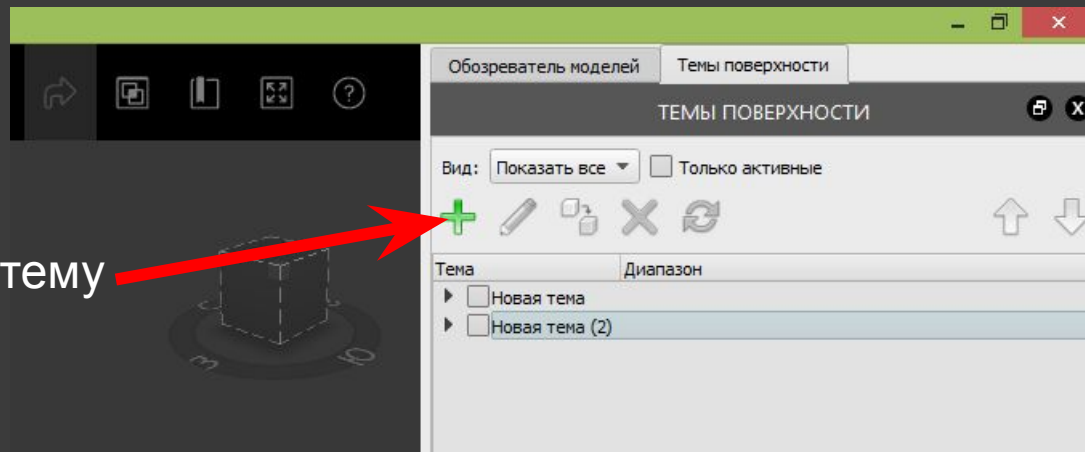 Обозреватель моделей Темы поверхности
ТЕМЫ ПОВЕРХНОСТИ
Вид: Показать все Только активные
тему
Тема Диапазон
Новая тема
Новая тема (2)
З Ю